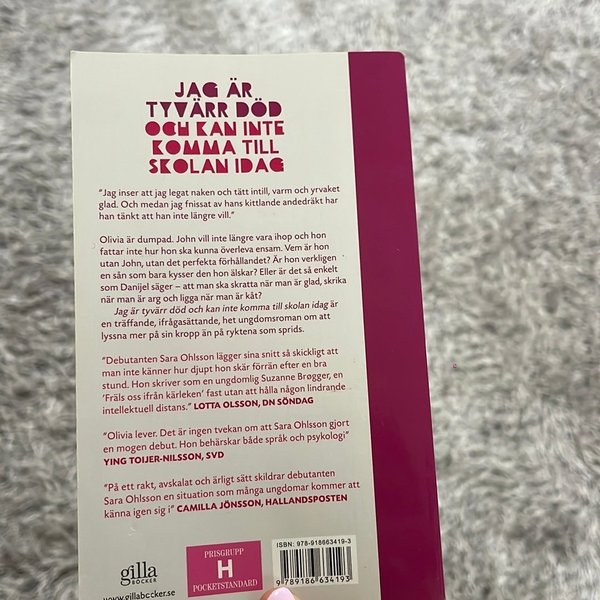 JAG ÄR
TYVÄRR DÖD
OCH KAN INTE
KOMMA TILL
SKOLAN IDAG
"Jag inser att jag legat naken och tätt intill, varm och yrvaket
glad. Och medan jag fnissat av hans kittlande andedräkt har
han tänkt att han inte längre vill."
Olivia är dumpad. John vill inte längre vara ihop och hon
fattar inte hur hon ska kunna överleva ensam. Vem är hon
utan John, utan det perfekta förhållandet? Är hon verkligen
en sån som bara kysser den hon älskar? Eller är det så enkelt
som Danijel säger – att man ska skratta när man är glad, skrika
när man är arg och ligga när man är kåt?
Jag är tyvärr död och kan inte komma till skolan idag är
en träffande, ifrågasättande, het ungdomsroman om att
lyssna mer på sin kropp än på ryktena som sprids.
"Debutanten Sara Ohlsson lägger sina snitt så skickligt att
man inte känner hur djupt hon skär förrän efter en bra
stund. Hon skriver som en ungdomlig Suzanne Brøgger, en
'Fräls oss ifrån kärleken' fast utan att hålla någon lindrande
intellektuell distans." LOTTA OLSSON, DN SÖNDAG
"Olivia lever. Det är ingen tvekan om att Sara Ohlsson gjort
en mogen debut. Hon behärskar både språk och psykologi"
YING TOIJER-NILSSON, SVD
"På ett rakt, avskalat och ärligt sätt skildrar debutanten
Sara Ohlsson en situation som många ungdomar kommer att
känna igen sig i" CAMILLA JÖNSSON, HALLANDSPOSTEN
gilla
BÖCKER
www.gillabocker.se
PRISGRUPP
H
POCKETSTANDARD
ISBN: 978-918663419-3
9 789186 634193